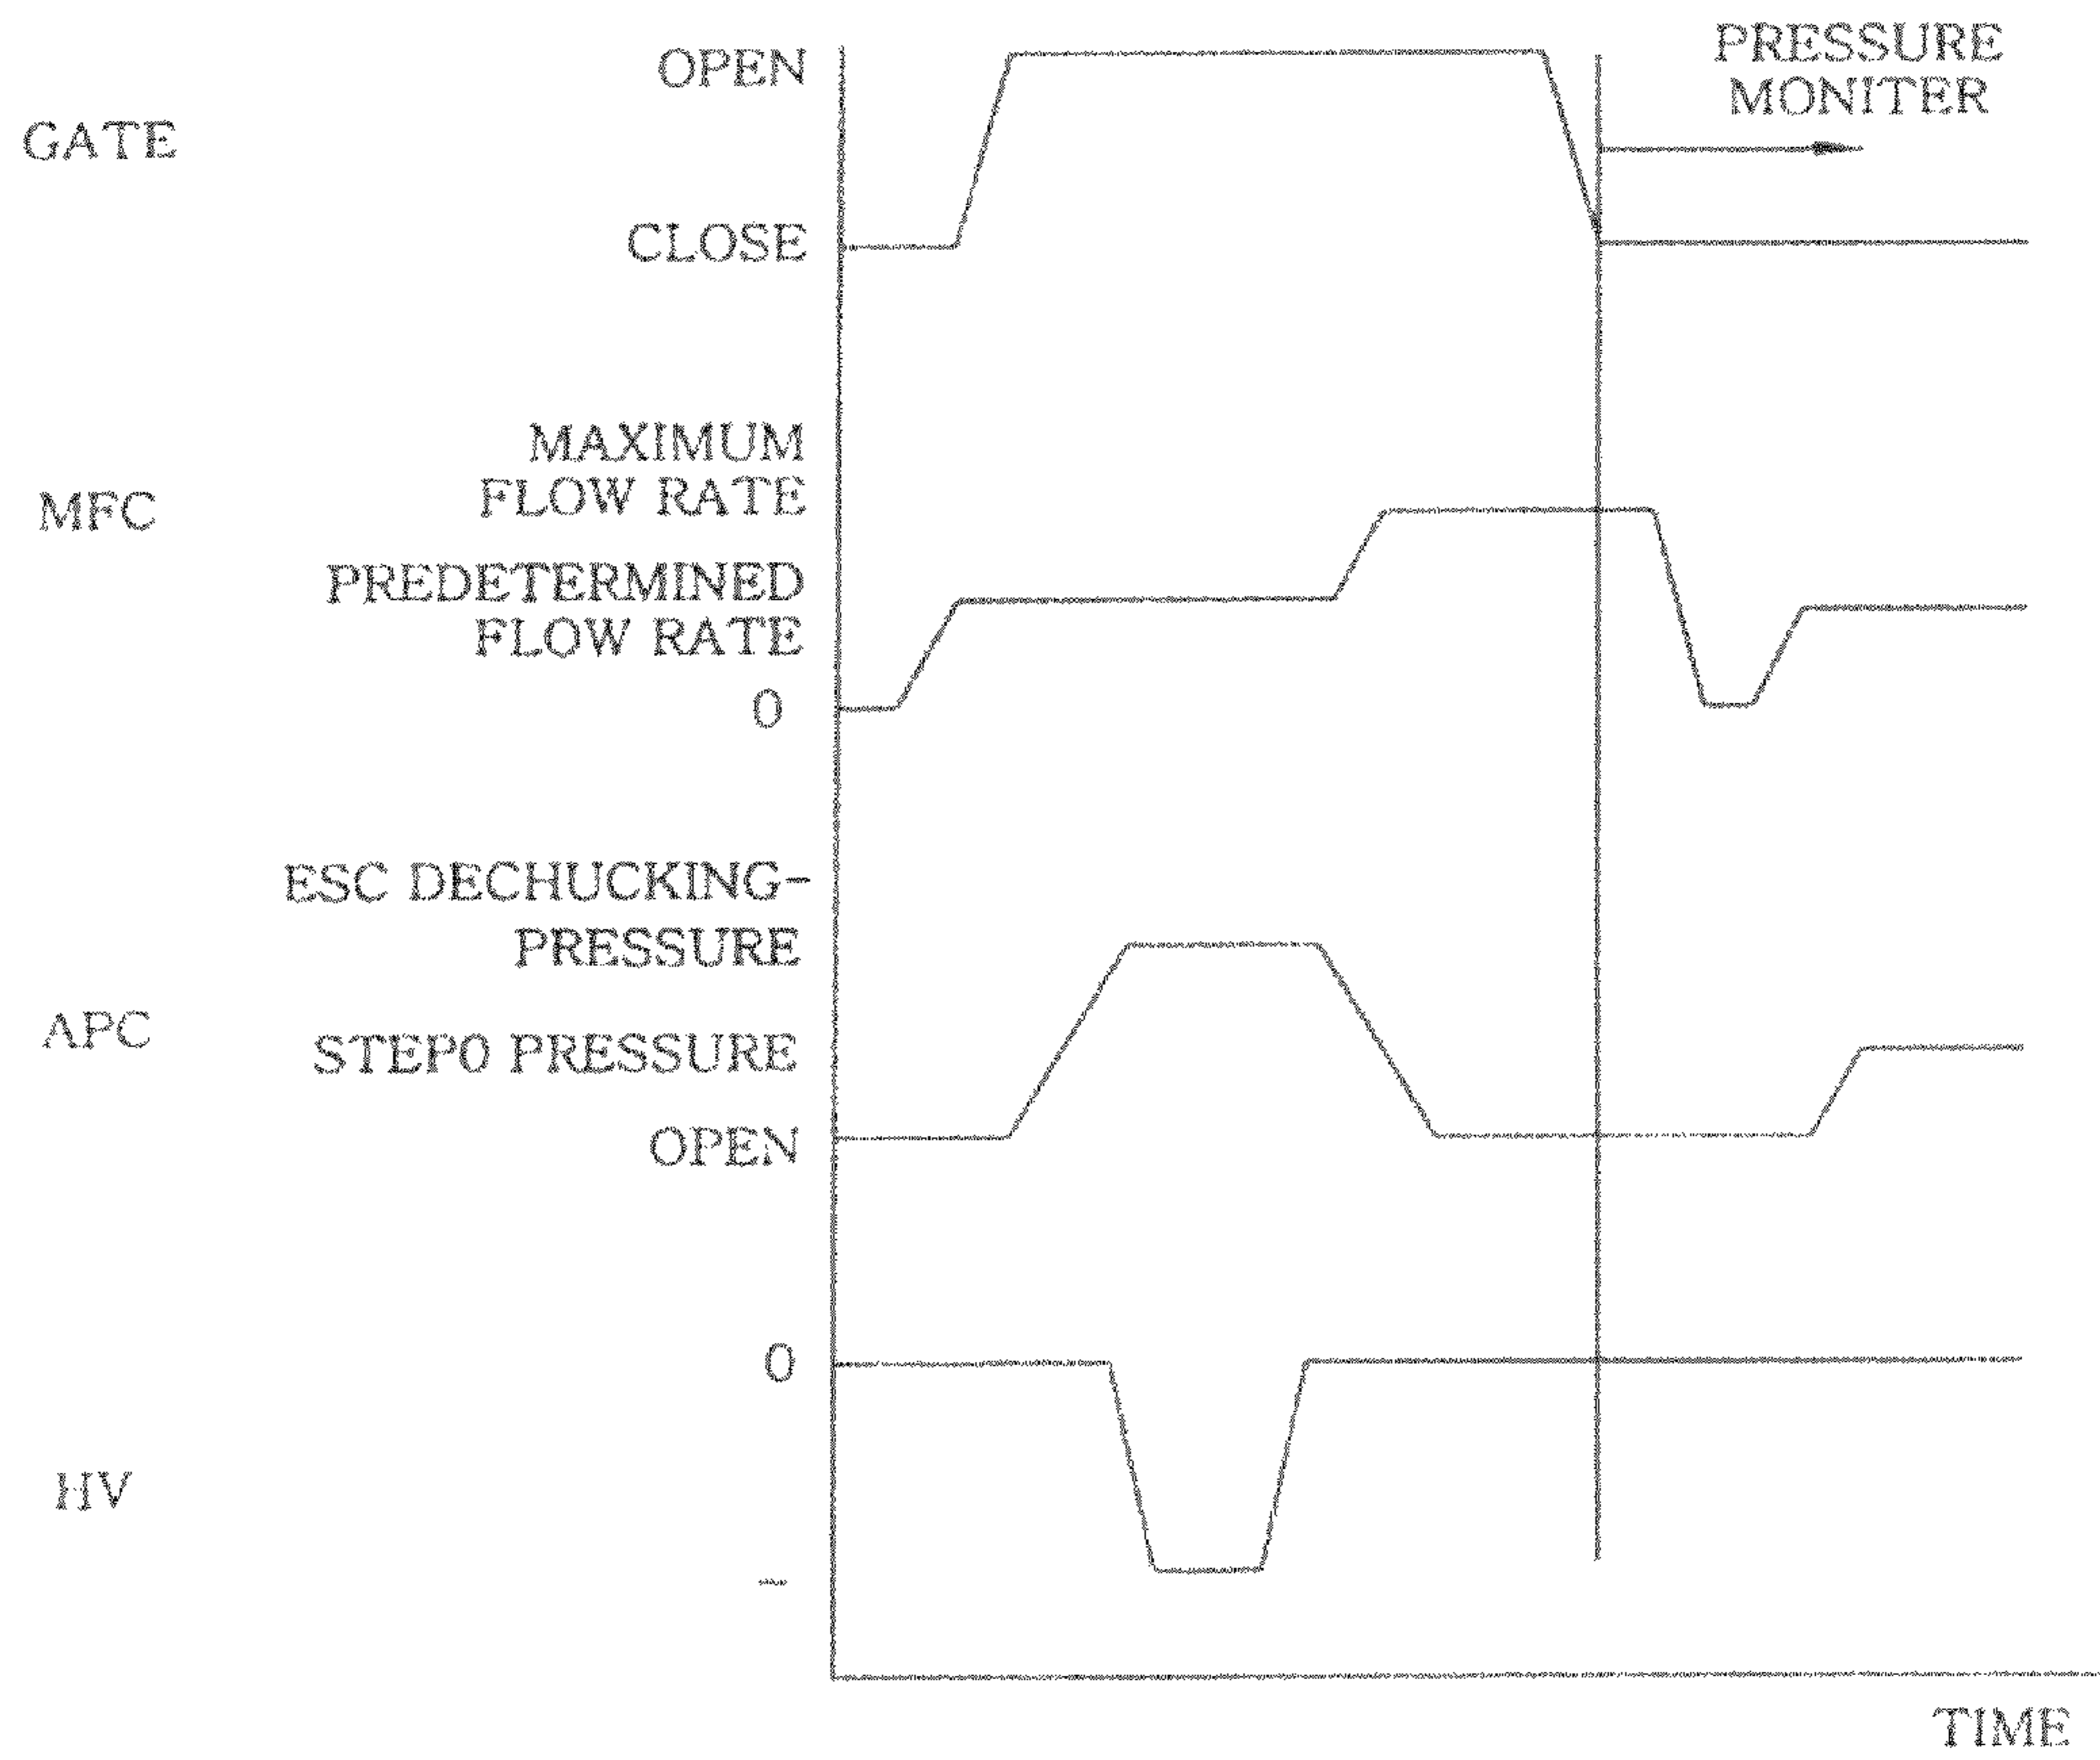 OPEN
PRESSURE
MONITER
GATE
CLOSE
MAXIMUM
FLOW RATE
MFC
PREDETERMINED
FLOW RATE
0
ESC DECHUCKING-
PRESSURE
APC
STEP0 PRESSURE
OPEN
0
HV
-
TIME